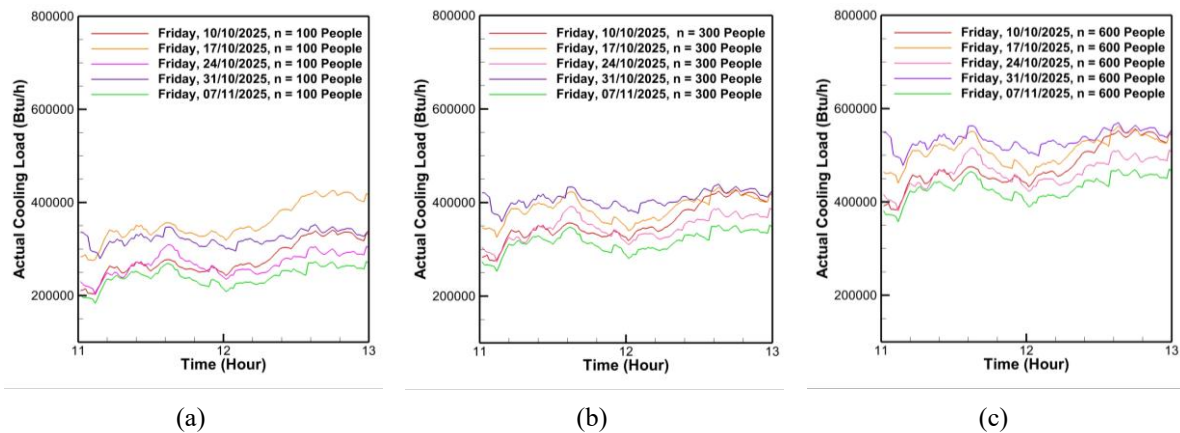 800000
600000
400000
200000
Actual Cooling Load (Btu/h)
Friday, 10/10/2025, n = 100 People
Friday, 17/10/2025, n = 100 People
Friday, 24/10/2025, n = 100 People
Friday, 31/10/2025, n = 100 People
Friday, 07/11/2025, n = 100 People
11 12 13
Time (Hour)
(a)
800000
600000
400000
200000
Actual Cooling Load (Btu/h)
Friday, 10/10/2025, n = 300 People
Friday, 17/10/2025, n = 300 People
Friday, 24/10/2025, n = 300 People
Friday, 31/10/2025, n = 300 People
Friday, 07/11/2025, n = 300 People
11 12 13
Time (Hour)
(b)
800000
600000
400000
200000
Actual Cooling Load (Btu/h)
Friday, 10/10/2025, n = 600 People
Friday, 17/10/2025, n = 600 People
Friday, 24/10/2025, n = 600 People
Friday, 31/10/2025, n = 600 People
Friday, 07/11/2025, n = 600 People
11 12 13
Time (Hour)
(c)